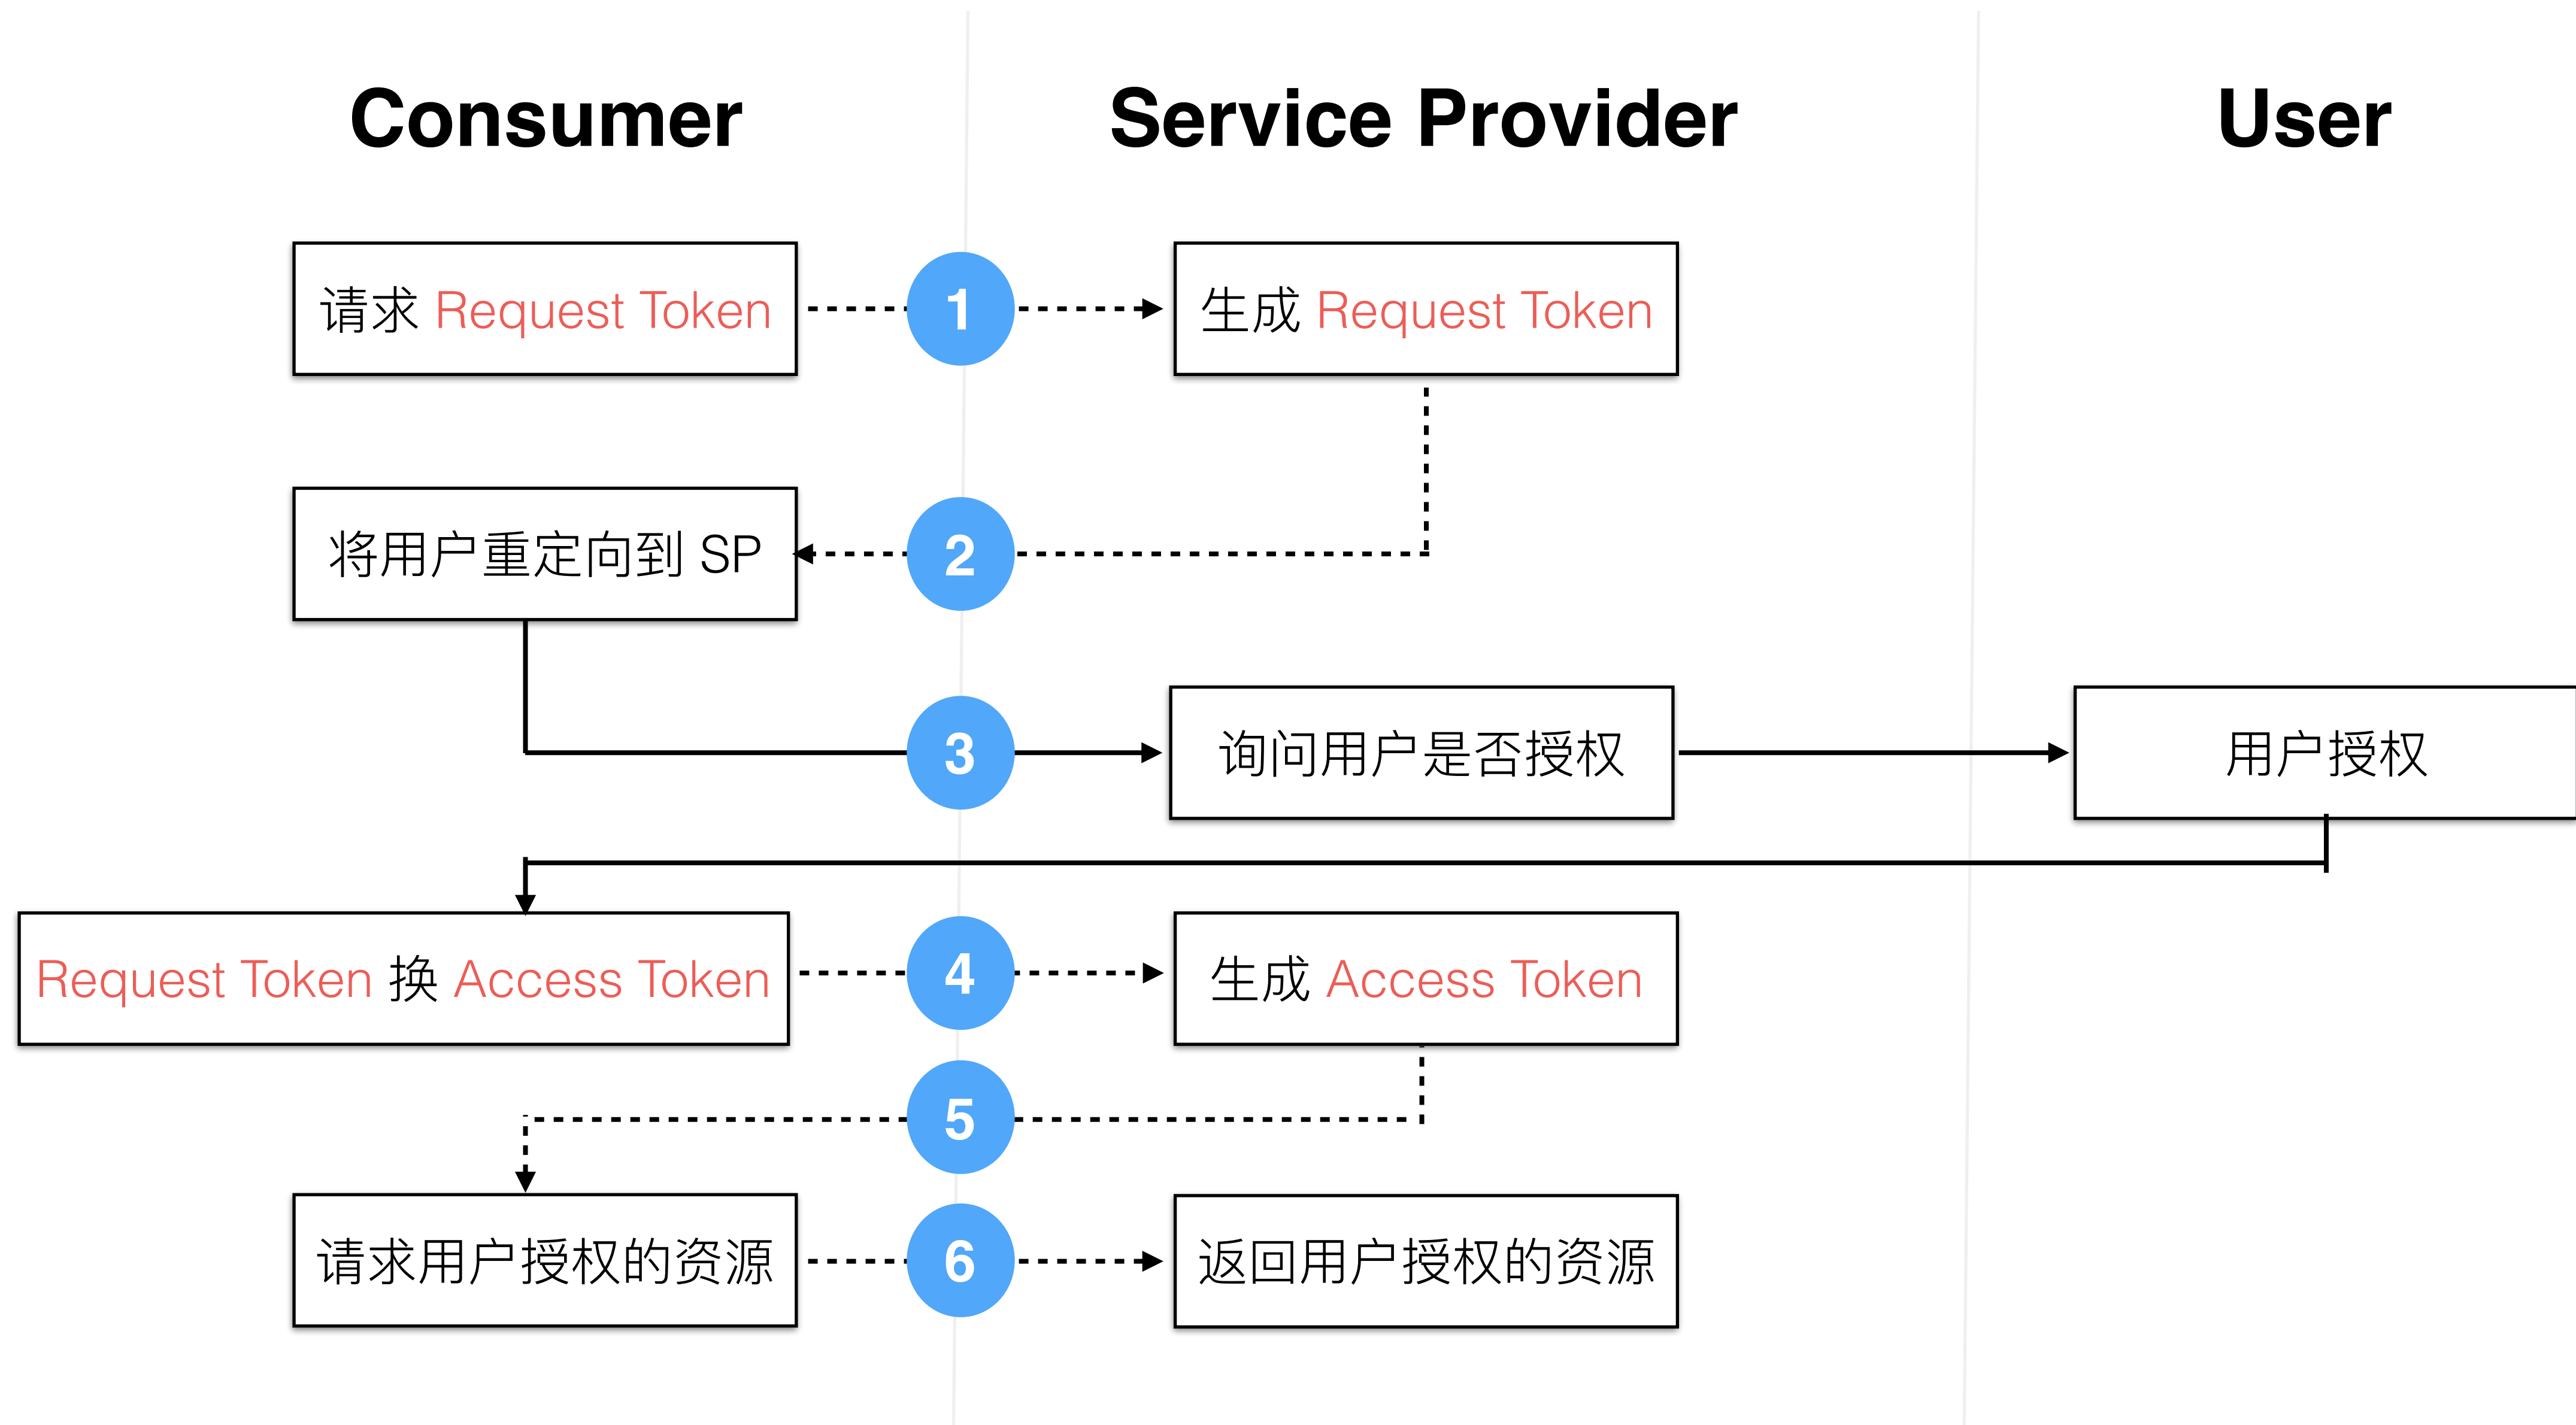 Consumer
Service Provider
User
请求 Request Token
1
生成 Request Token
将用户重定向到 SP
2
3
询问用户是否授权
用户授权
Request Token 换 Access Token
4
生成 Access Token
5
请求用户授权的资源
6
返回用户授权的资源